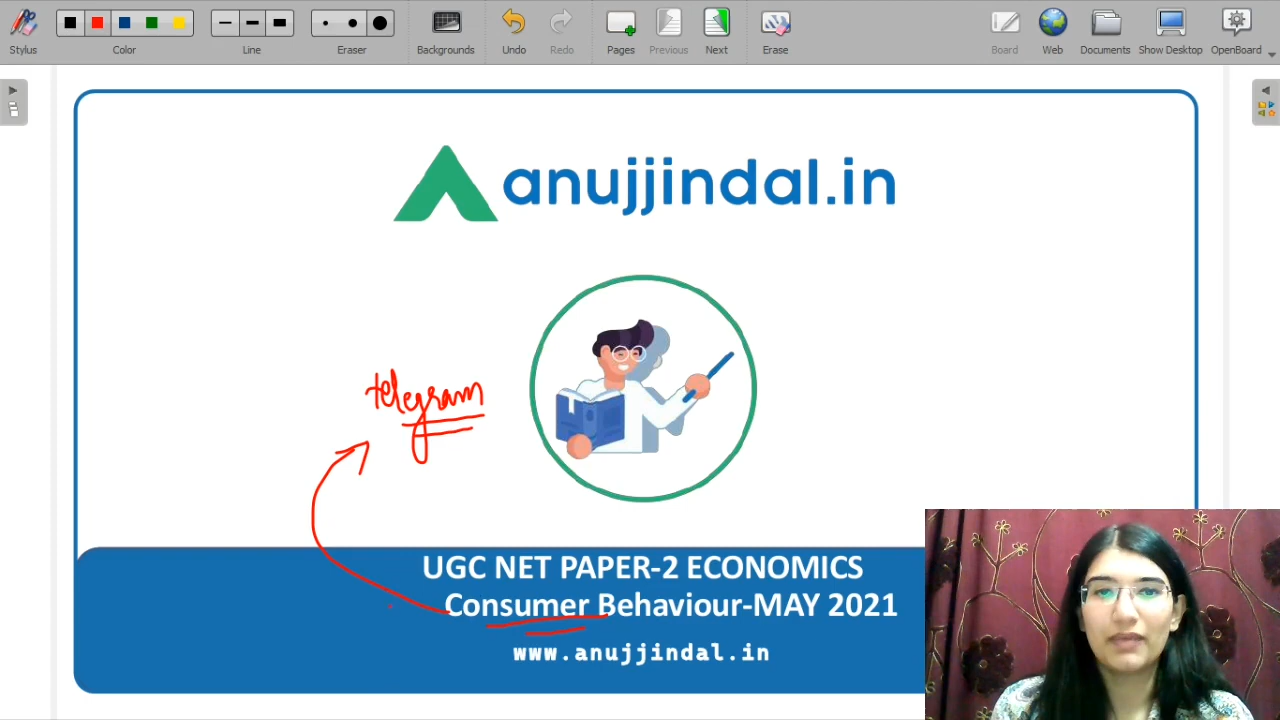 Stylus
Color
Line
Eraser
Backgrounds
Undo
Redo
Pages
Previous
Next
Erase
Board
Web
Documents
Show Desktop
OpenBoard
anujjindal.in
telegram
UGC NET PAPER-2 ECONOMICS
Consumer Behaviour-MAY 2021
www.anujjindal.in